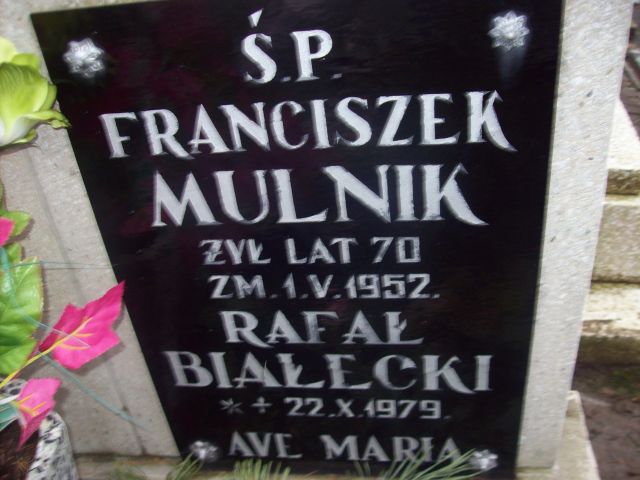 Ś.P.
FRANCISZEK
MULNIK
ŻYŁ LAT 70
ZM. 1.V.1952.
RAFAŁ
BIAŁECKI
* + 22.X.1979.
AVE MARIA